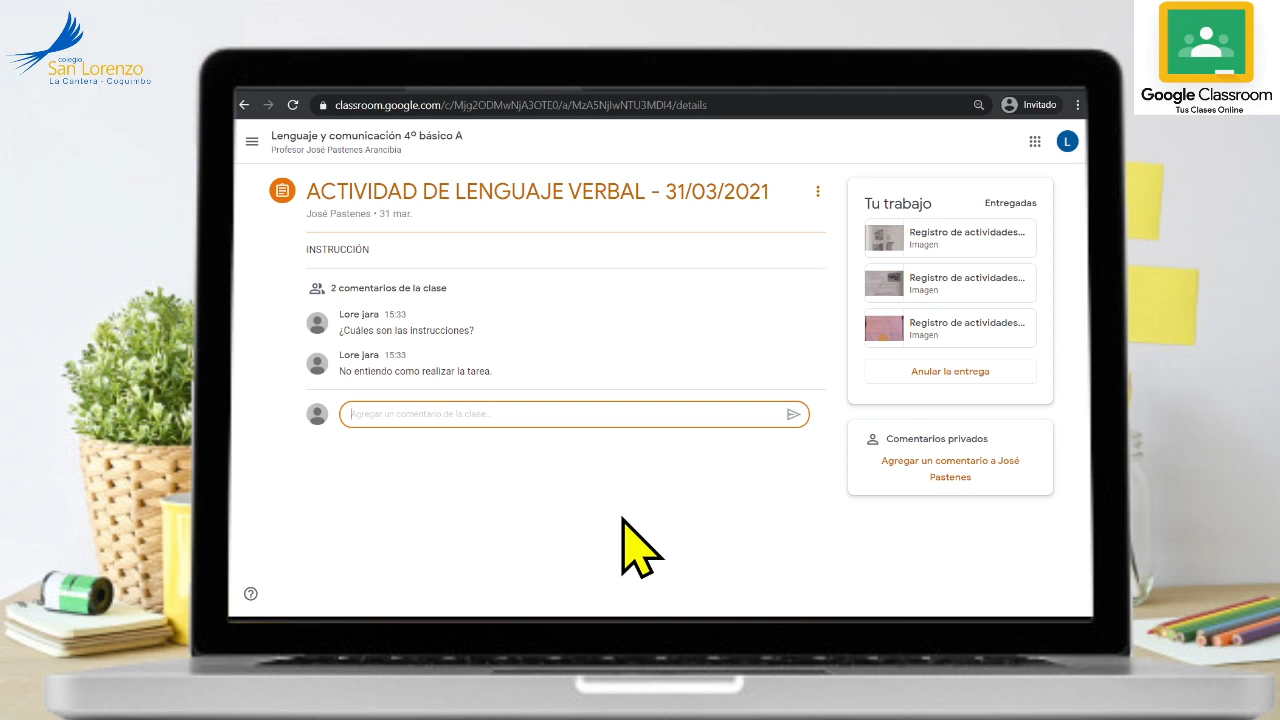 colegio
San Lorenzo
La Cantera - Coquimbo
Google Classroom
Tus Clases Online
classroom.google.com/c/Mjg2ODMwNjA3OTE0/a/MzA5NjIwNTU3MDI4/details
Invitado
Lenguaje y comunicación 4º básico A
Profesor José Pastenes Arancibia
L
ACTIVIDAD DE LENGUAJE VERBAL - 31/03/2021
José Pastenes • 31 mar.
INSTRUCCIÓN
2 comentarios de la clase
Lore jara 15:33
¿Cuáles son las instrucciones?
Lore jara 15:33
No entiendo como realizar la tarea.
Agregar un comentario de la clase...
Tu trabajo Entregadas
Registro de actividades...
Imagen
Registro de actividades...
Imagen
Registro de actividades...
Imagen
Anular la entrega
Comentarios privados
Agregar un comentario a José
Pastenes